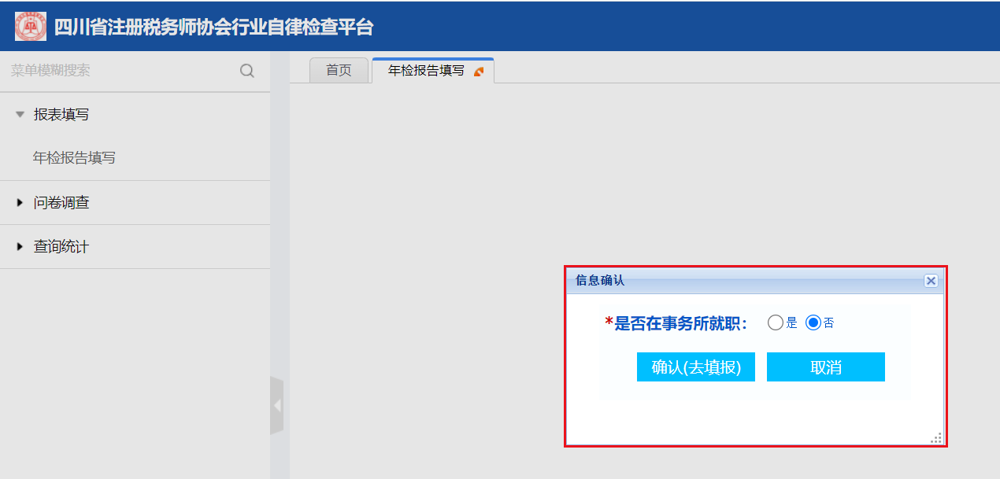 四川省注册税务师协会行业自律检查平台
菜单模糊搜索
首页
年检报告填写
报表填写
年检报告填写
问卷调查
查询统计
信息确认
*是否在事务所就职： 是 否
确认(去填报) 取消